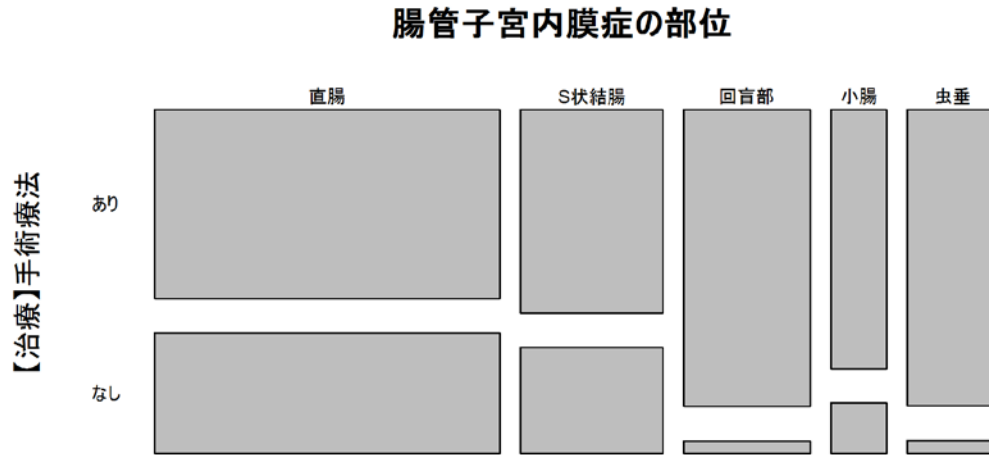 腸管子宮内膜症の部位
直腸 S状結腸 回盲部 小腸 虫垂
【治療】手術療法
あり
なし